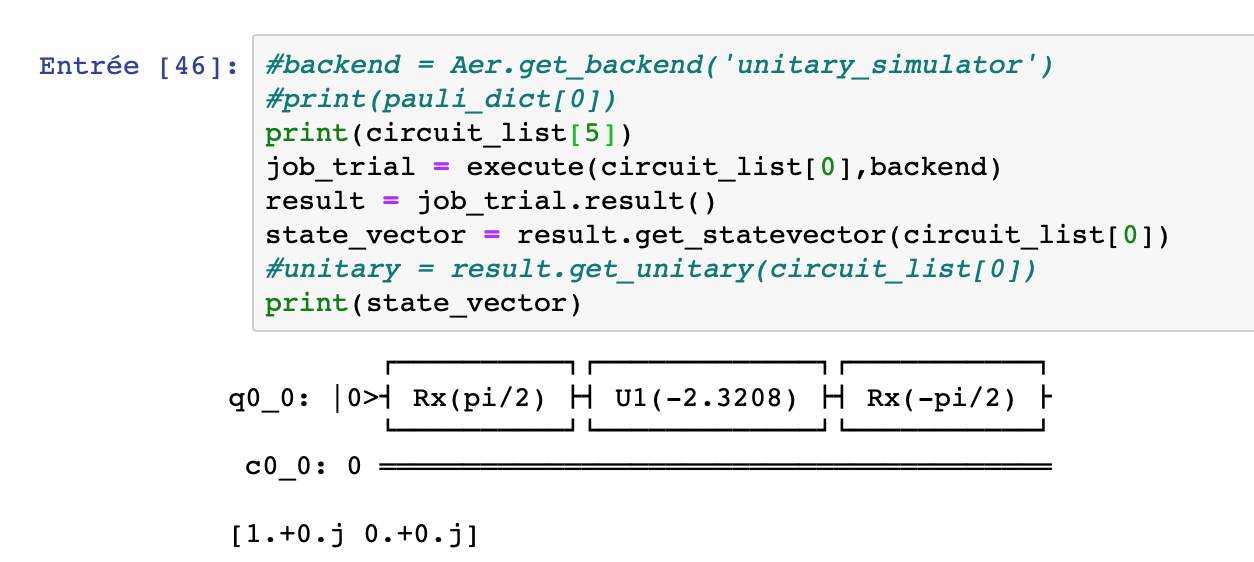 Entrée [46]:
#backend = Aer.get_backend('unitary_simulator')
#print(pauli_dict[0])
print(circuit_list[5])
job_trial = execute(circuit_list[0],backend)
result = job_trial.result()
state_vector = result.get_statevector(circuit_list[0])
#unitary = result.get_unitary(circuit_list[0])
print(state_vector)
q0_0: |0>┤ Rx(pi/2) ├┤ U1(-2.3208) ├┤ Rx(-pi/2) ├
c0_0: 0 ═════════════════════════════════════════
[1.+0.j 0.+0.j]